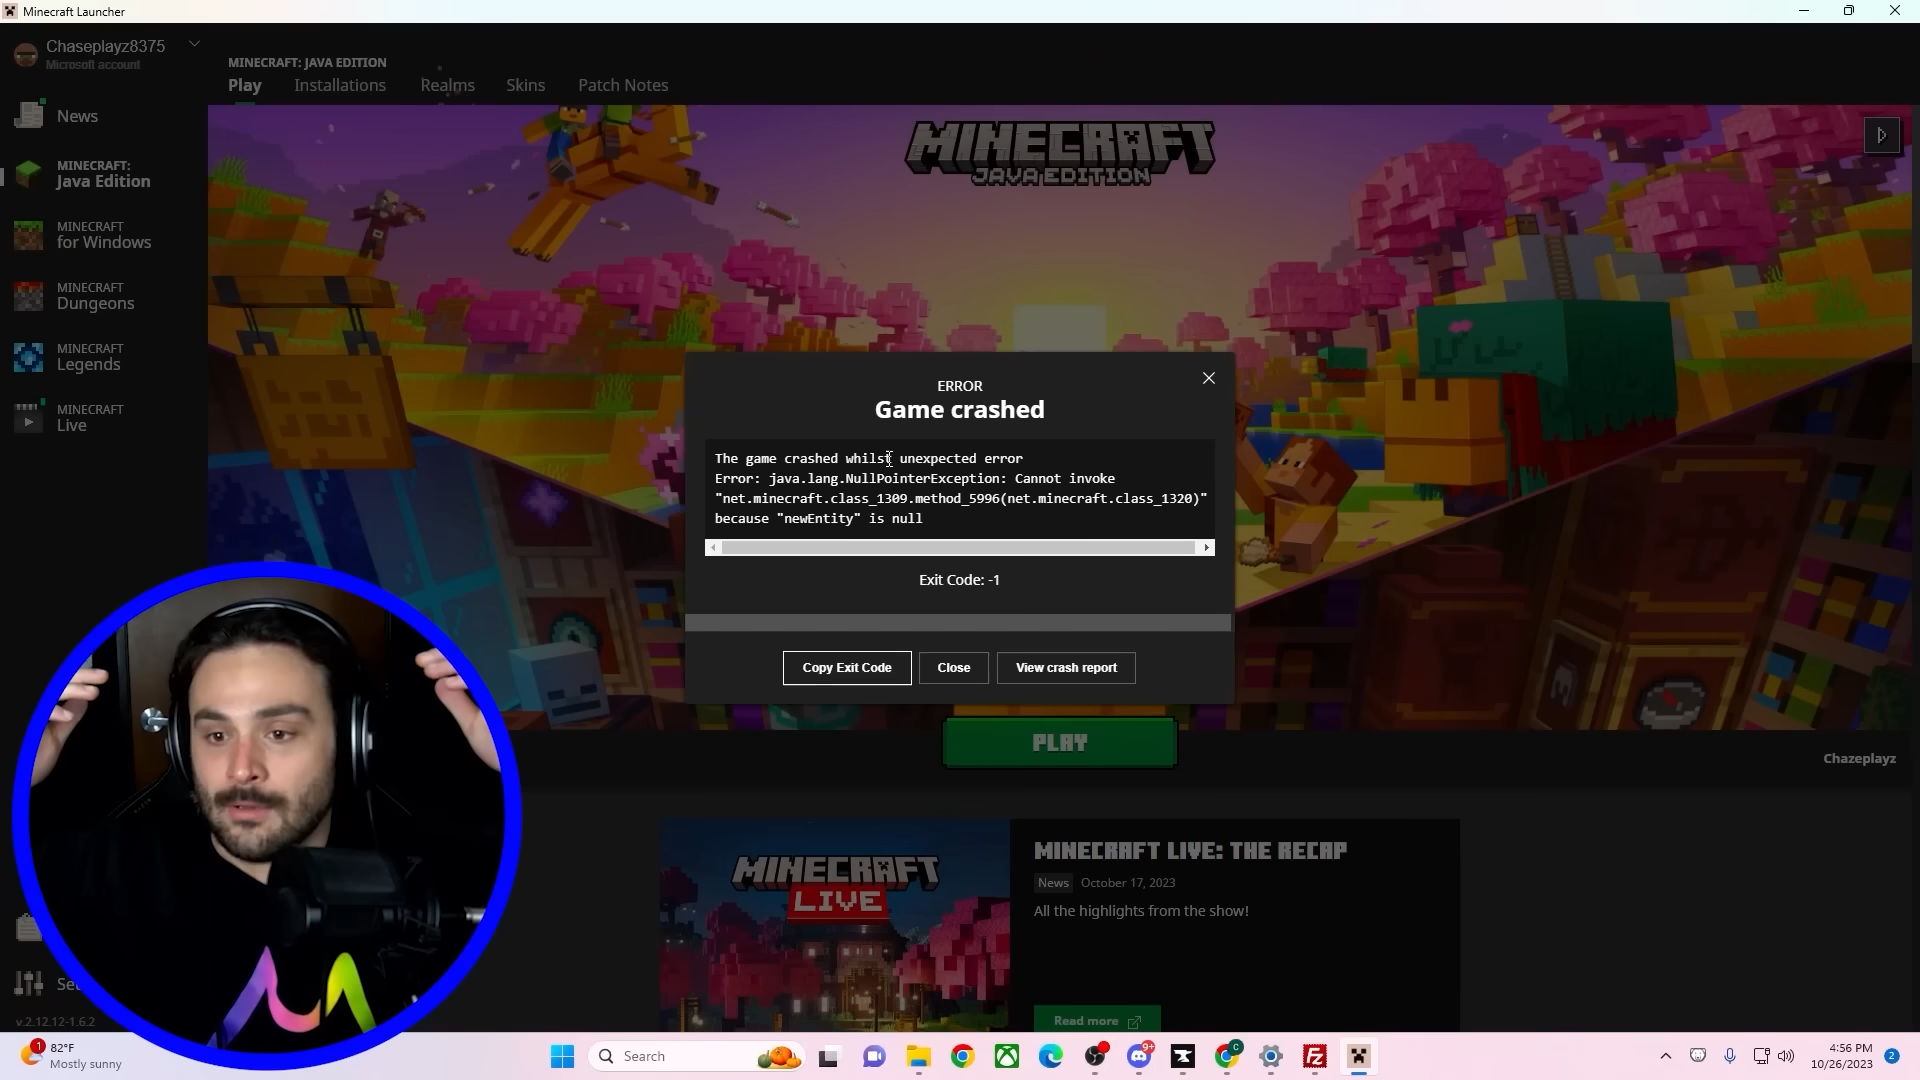 Minecraft Launcher
Chaseplayz8375
Microsoft account
News
MINECRAFT:
Java Edition
MINECRAFT
for Windows
MINECRAFT
Dungeons
MINECRAFT
Legends
MINECRAFT
Live
Se
v.2.12.12-1.6.2
MINECRAFT: JAVA EDITION
Play Installations Realms Skins Patch Notes
MINECRAFT
JAVA EDITION
ERROR
Game crashed
The game crashed whilst unexpected error
Error: java.lang.NullPointerException: Cannot invoke
"net.minecraft.class_1309.method_5996(net.minecraft.class_1320)"
because "newEntity" is null
Exit Code: -1
Copy Exit Code Close View crash report
PLAY
Chazeplayz
MINECRAFT
LIVE
MINECRAFT LIVE: THE RECAP
News October 17, 2023
All the highlights from the show!
Read more
1
82°F
Mostly sunny
Search
9+
C
4:56 PM
10/26/2023
2